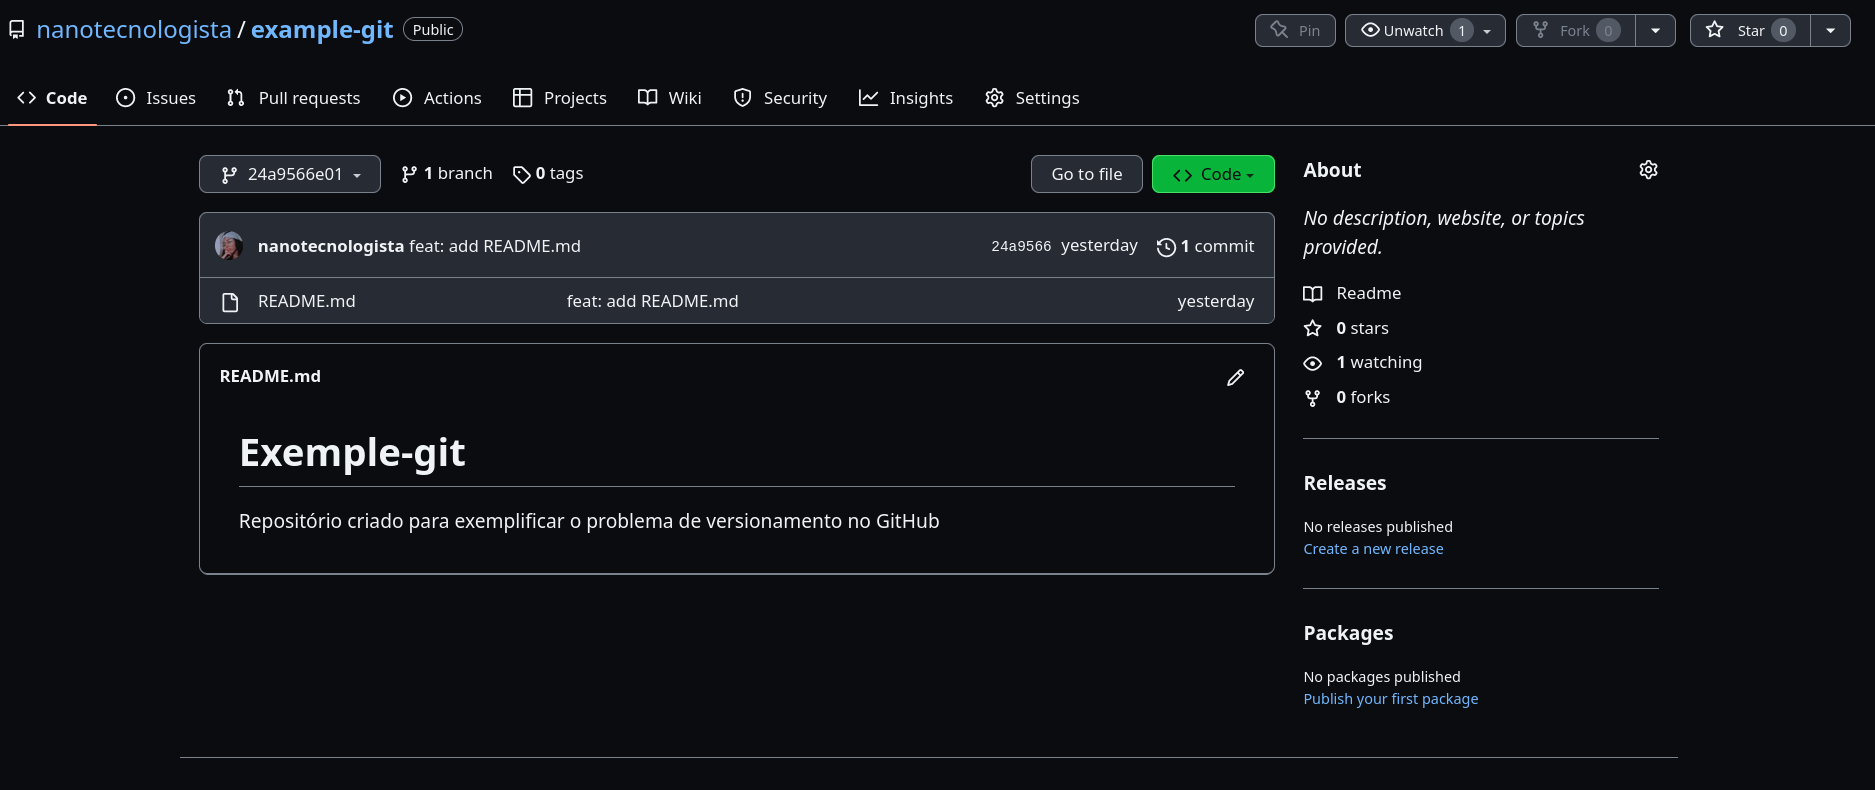 nanotecnologista / example-git Public Pin Unwatch 1 Fork 0 Star 0
Code Issues Pull requests Actions Projects Wiki Security Insights Settings
24a9566e01 1 branch 0 tags Go to file Code
nanotecnologista feat: add README.md 24a9566 yesterday 1 commit
README.md feat: add README.md yesterday
README.md
Exemple-git
Repositório criado para exemplificar o problema de versionamento no GitHub
About
No description, website, or topics
provided.
Readme
0 stars
1 watching
0 forks
Releases
No releases published
Create a new release
Packages
No packages published
Publish your first package